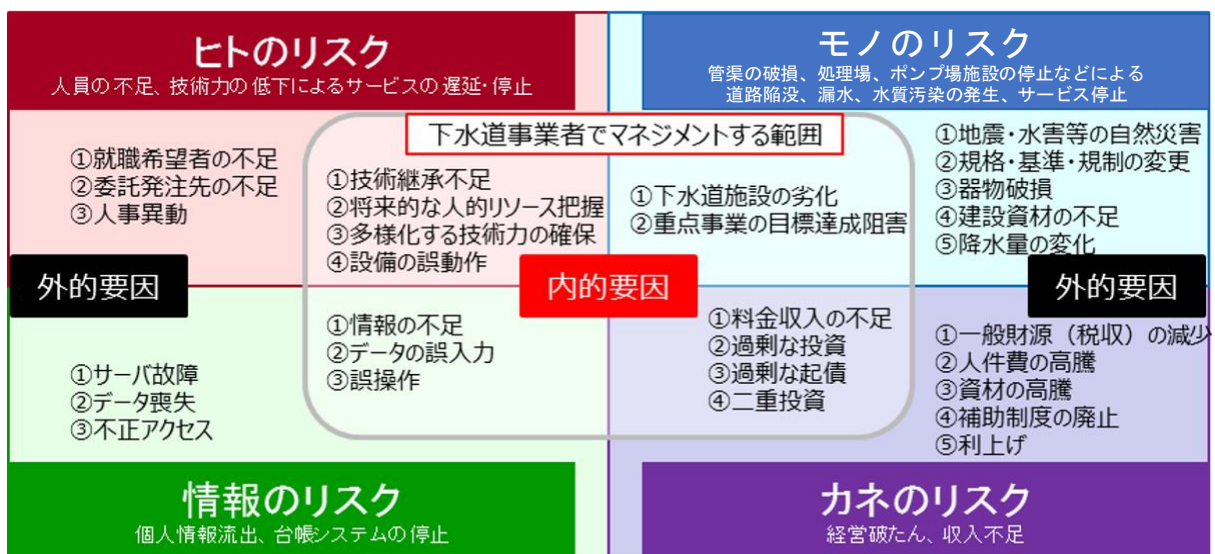 ヒトのリスク
人員の不足、技術力の低下によるサービスの遅延・停止
モノのリスク
管渠の破損、処理場、ポンプ場施設の停止などによる
道路陥没、漏水、水質汚染の発生、サービス停止
下水道事業者でマネジメントする範囲
①就職希望者の不足
②委託発注先の不足
③人事異動
①技術継承不足
②将来的な人的リソース把握
③多様化する技術力の確保
④設備の誤動作
①下水道施設の劣化
②重点事業の目標達成阻害
①地震・水害等の自然災害
②規格・基準・規制の変更
③器物破損
④建設資材の不足
⑤降水量の変化
外的要因
内的要因
外的要因
①サーバ故障
②データ喪失
③不正アクセス
①情報の不足
②データの誤入力
③誤操作
①料金収入の不足
②過剰な投資
③過剰な起債
④二重投資
①一般財源（税収）の減少
②人件費の高騰
③資材の高騰
④補助制度の廃止
⑤利上げ
情報のリスク
個人情報流出、台帳システムの停止
カネのリスク
経営破たん、収入不足